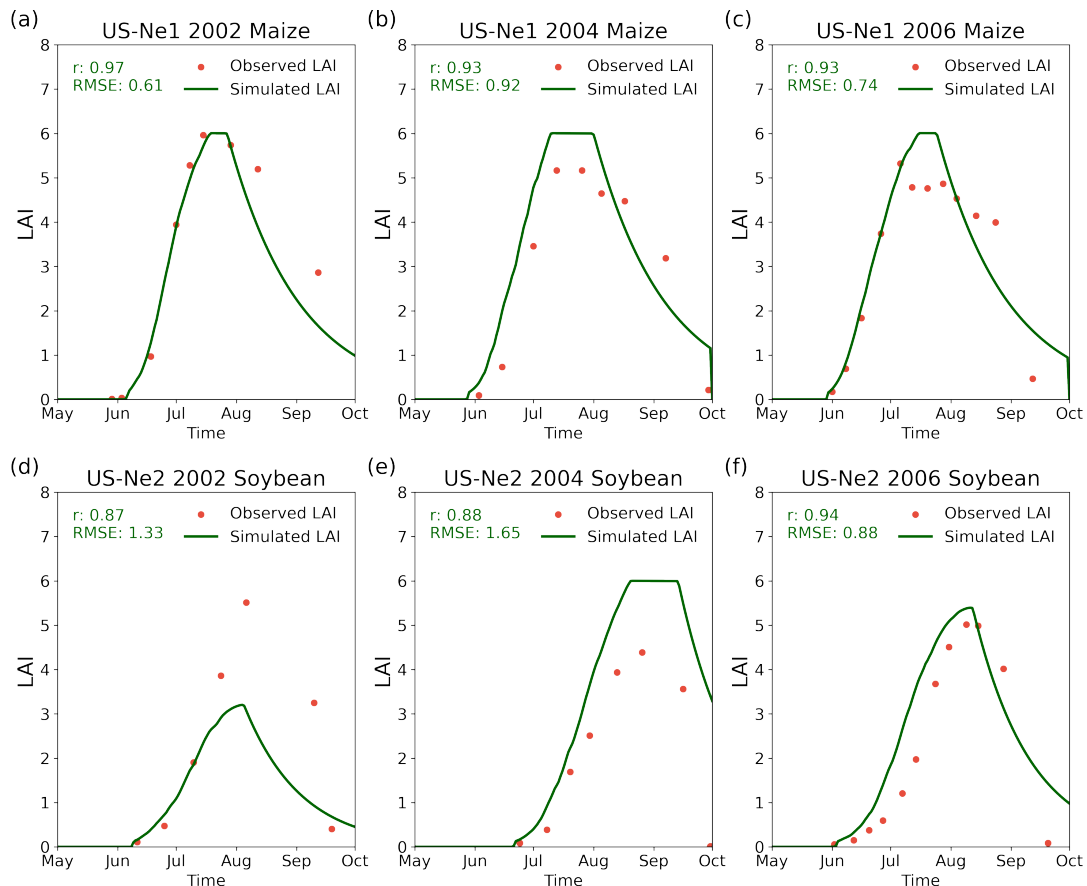 (a)
US-Ne1 2002 Maize
r: 0.97
RMSE: 0.61
Observed LAI
Simulated LAI
LAI
8
7
6
5
4
3
2
1
0
May
Jun
Jul
Aug
Sep
Oct
Time
(b)
US-Ne1 2004 Maize
r: 0.93
RMSE: 0.92
Observed LAI
Simulated LAI
LAI
8
7
6
5
4
3
2
1
0
May
Jun
Jul
Aug
Sep
Oct
Time
(c)
US-Ne1 2006 Maize
r: 0.93
RMSE: 0.74
Observed LAI
Simulated LAI
LAI
8
7
6
5
4
3
2
1
0
May
Jun
Jul
Aug
Sep
Oct
Time
(d)
US-Ne2 2002 Soybean
r: 0.87
RMSE: 1.33
Observed LAI
Simulated LAI
LAI
8
7
6
5
4
3
2
1
0
May
Jun
Jul
Aug
Sep
Oct
Time
(e)
US-Ne2 2004 Soybean
r: 0.88
RMSE: 1.65
Observed LAI
Simulated LAI
LAI
8
7
6
5
4
3
2
1
0
May
Jun
Jul
Aug
Sep
Oct
Time
(f)
US-Ne2 2006 Soybean
r: 0.94
RMSE: 0.88
Observed LAI
Simulated LAI
LAI
8
7
6
5
4
3
2
1
0
May
Jun
Jul
Aug
Sep
Oct
Time